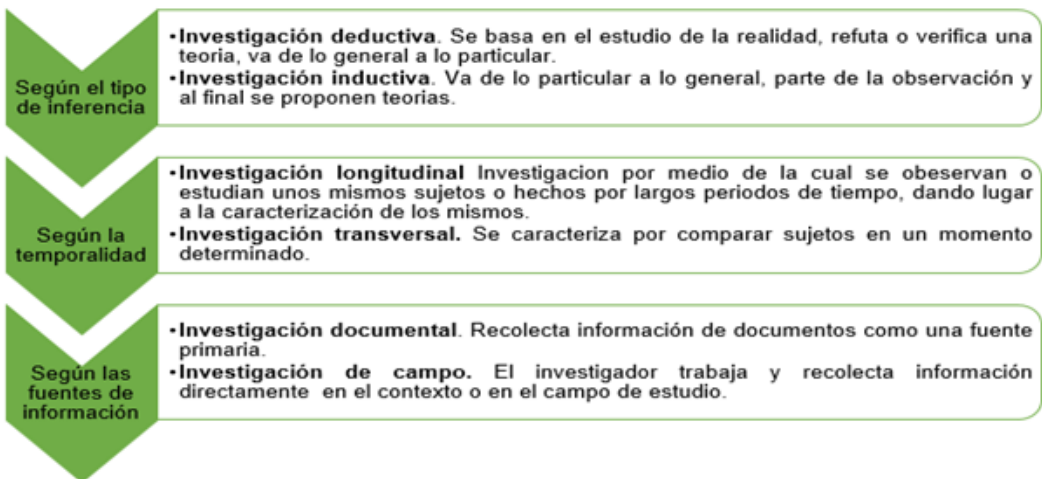 Según el tipo
de inferencia
•Investigación deductiva. Se basa en el estudio de la realidad, refuta o verifica una
teoría, va de lo general a lo particular.
•Investigación inductiva. Va de lo particular a lo general, parte de la observación y
al final se proponen teorias.
Según la
temporalidad
•Investigación longitudinal Investigacion por medio de la cual se obeservan o
estudian unos mismos sujetos o hechos por largos periodos de tiempo, dando lugar
a la caracterización de los mismos.
•Investigación transversal. Se caracteriza por comparar sujetos en un momento
determinado.
Según las
fuentes de
información
•Investigación documental. Recolecta información de documentos como una fuente
primaria.
•Investigación de campo. El investigador trabaja y recolecta información
directamente en el contexto o en el campo de estudio.